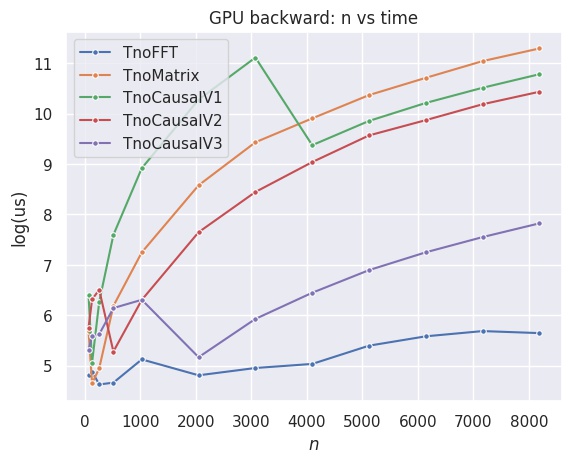 GPU backward: n vs time
TnoFFT
TnoMatrix
TnoCausalV1
TnoCausalV2
TnoCausalV3
11
10
9
8
7
6
5
log(us)
0 1000 2000 3000 4000 5000 6000 7000 8000
n